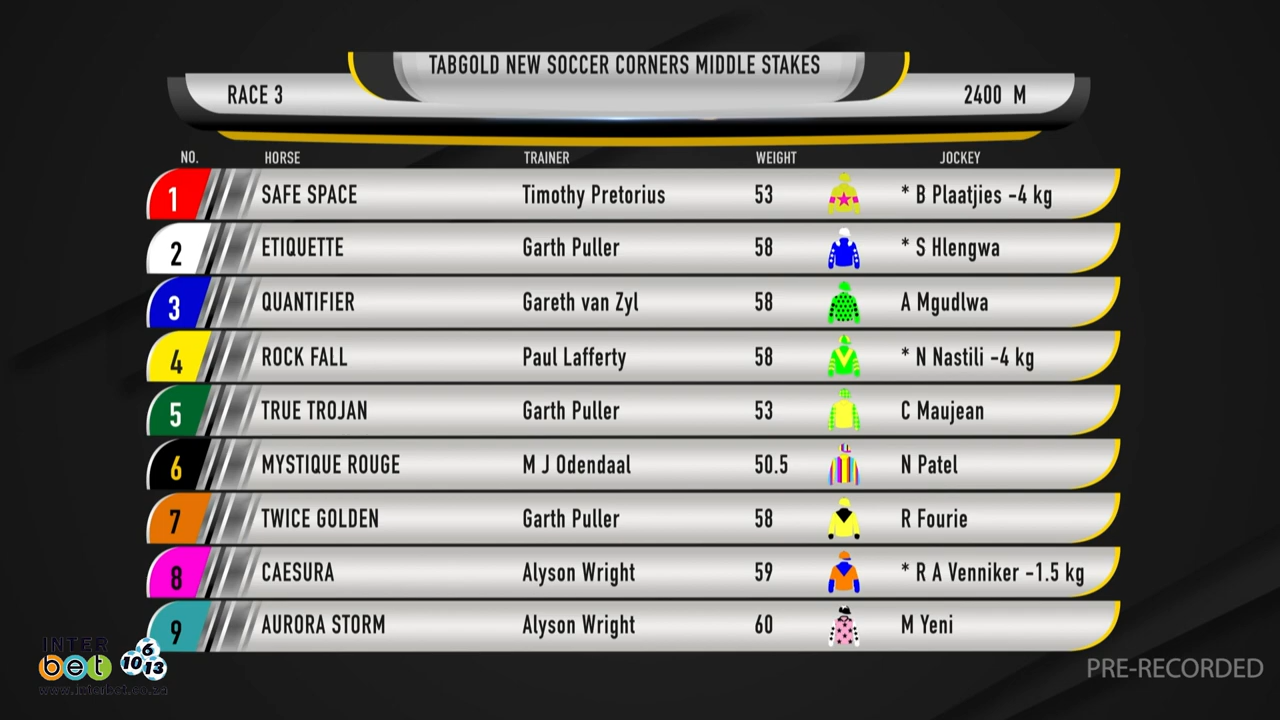 TABGOLD NEW SOCCER CORNERS MIDDLE STAKES
RACE 3 2400 M
NO. HORSE TRAINER WEIGHT JOCKEY
1 SAFE SPACE Timothy Pretorius 53 * B Plaatjies -4 kg
2 ETIQUETTE Garth Puller 58 * S Hlengwa
3 QUANTIFIER Gareth van Zyl 58 A Mgudlwa
4 ROCK FALL Paul Lafferty 58 * N Nastili -4 kg
5 TRUE TROJAN Garth Puller 53 C Maujean
6 MYSTIQUE ROUGE M J Odendaal 50.5 N Patel
7 TWICE GOLDEN Garth Puller 58 R Fourie
8 CAESURA Alyson Wright 59 * R A Venniker -1.5 kg
9 AURORA STORM Alyson Wright 60 M Yeni
INTER
bet 10 6 13
www.interbet.co.za
PRE-RECORDED